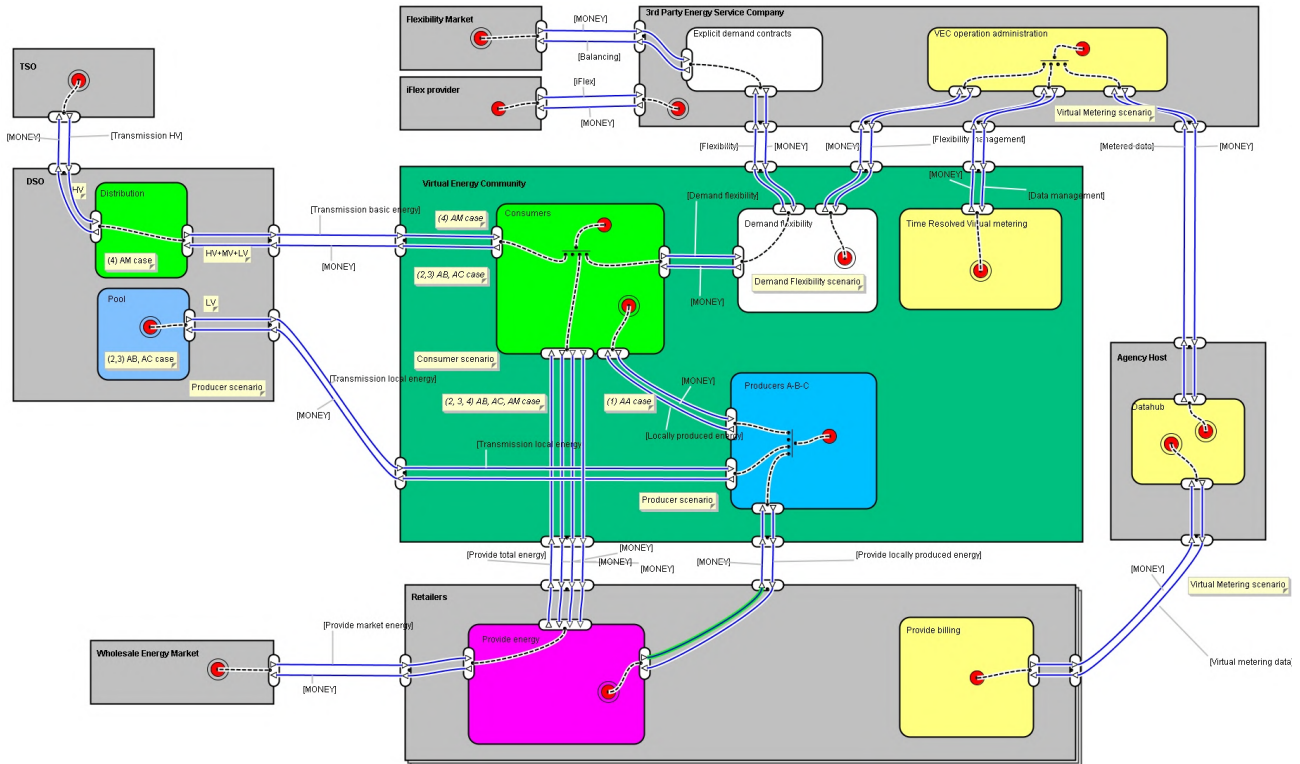 Flexibility Market
[MONEY]
[Balancing]
3rd Party Energy Service Company
Explicit demand contracts
VEC operation administration
iFlex provider
[iFlex]
[MONEY]
Virtual Metering scenario
TSO
[MONEY]
[Transmission HV]
[Flexibility]
[MONEY]
[MONEY]
[Flexibility management]
[Metered data]
[MONEY]
DSO
HV
Distribution
(4) AM case
HV+MV+LV
[Transmission basic energy]
[MONEY]
Pool
LV
(2,3) AB, AC case
Producer scenario
[Transmission local energy]
[MONEY]
Virtual Energy Community
(4) AM case
Consumers
(2,3) AB, AC case
[Demand flexibility]
[MONEY]
Demand flexibility
Demand Flexibility scenario
[MONEY]
[Data management]
Time Resolved Virtual metering
Consumer scenario
(2, 3, 4) AB, AC, AM case
(1) AA case
[MONEY]
[Locally produced energy]
Producers A-B-C
[Transmission local energy
Producer scenario
Agency Host
Datahub
[Provide total energy]
[MONEY]
[MONEY]
[MONEY]
[MONEY]
[Provide locally produced energy]
[MONEY]
Virtual Metering scenario
[Virtual metering data]
Retailers
Provide energy
Provide billing
[Provide market energy]
Wholesale Energy Market
[MONEY]